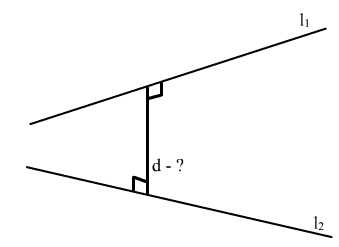 l₁
d - ?
l₂